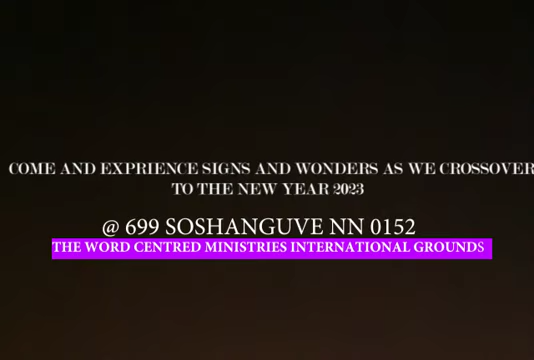 COME AND EXPRIENCE SIGNS AND WONDERS AS WE CROSSOVER
TO THE NEW YEAR 2023
@ 699 SOSHANGUVE NN 0152
THE WORD CENTRED MINISTRIES INTERNATIONAL GROUNDS